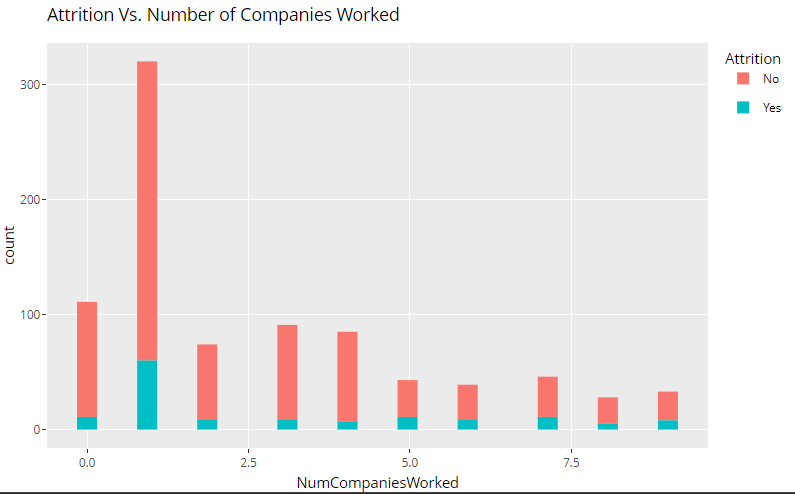 Attrition Vs. Number of Companies Worked
Attrition
No
Yes
300
200
100
0
count
0.0 2.5 5.0 7.5
NumCompaniesWorked